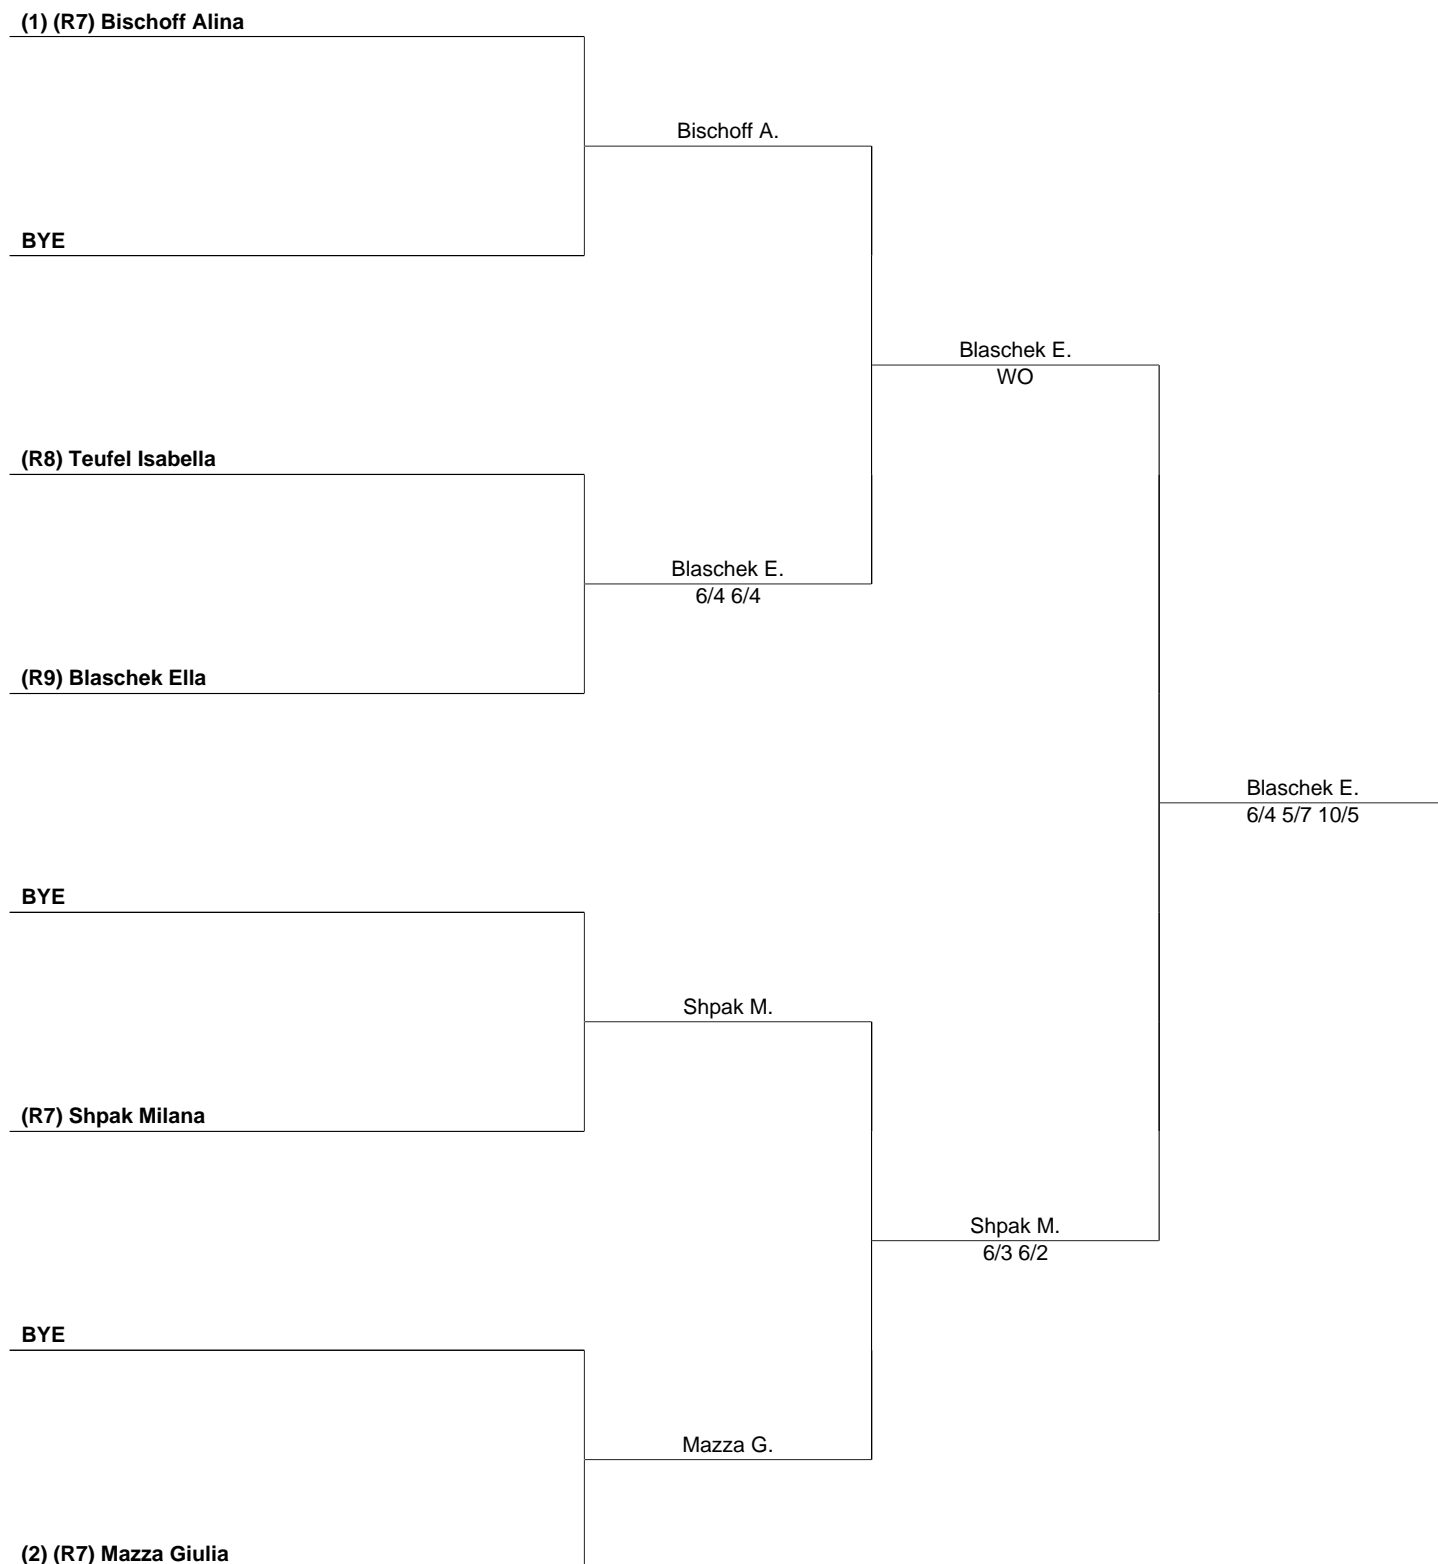 (1) (R7) Bischoff Alina
Bischoff A.
BYE
Blaschek E.
WO
(R8) Teufel Isabella
Blaschek E.
6/4 6/4
(R9) Blaschek Ella
Blaschek E.
6/4 5/7 10/5
BYE
Shpak M.
(R7) Shpak Milana
Shpak M.
6/3 6/2
BYE
Mazza G.
(2) (R7) Mazza Giulia